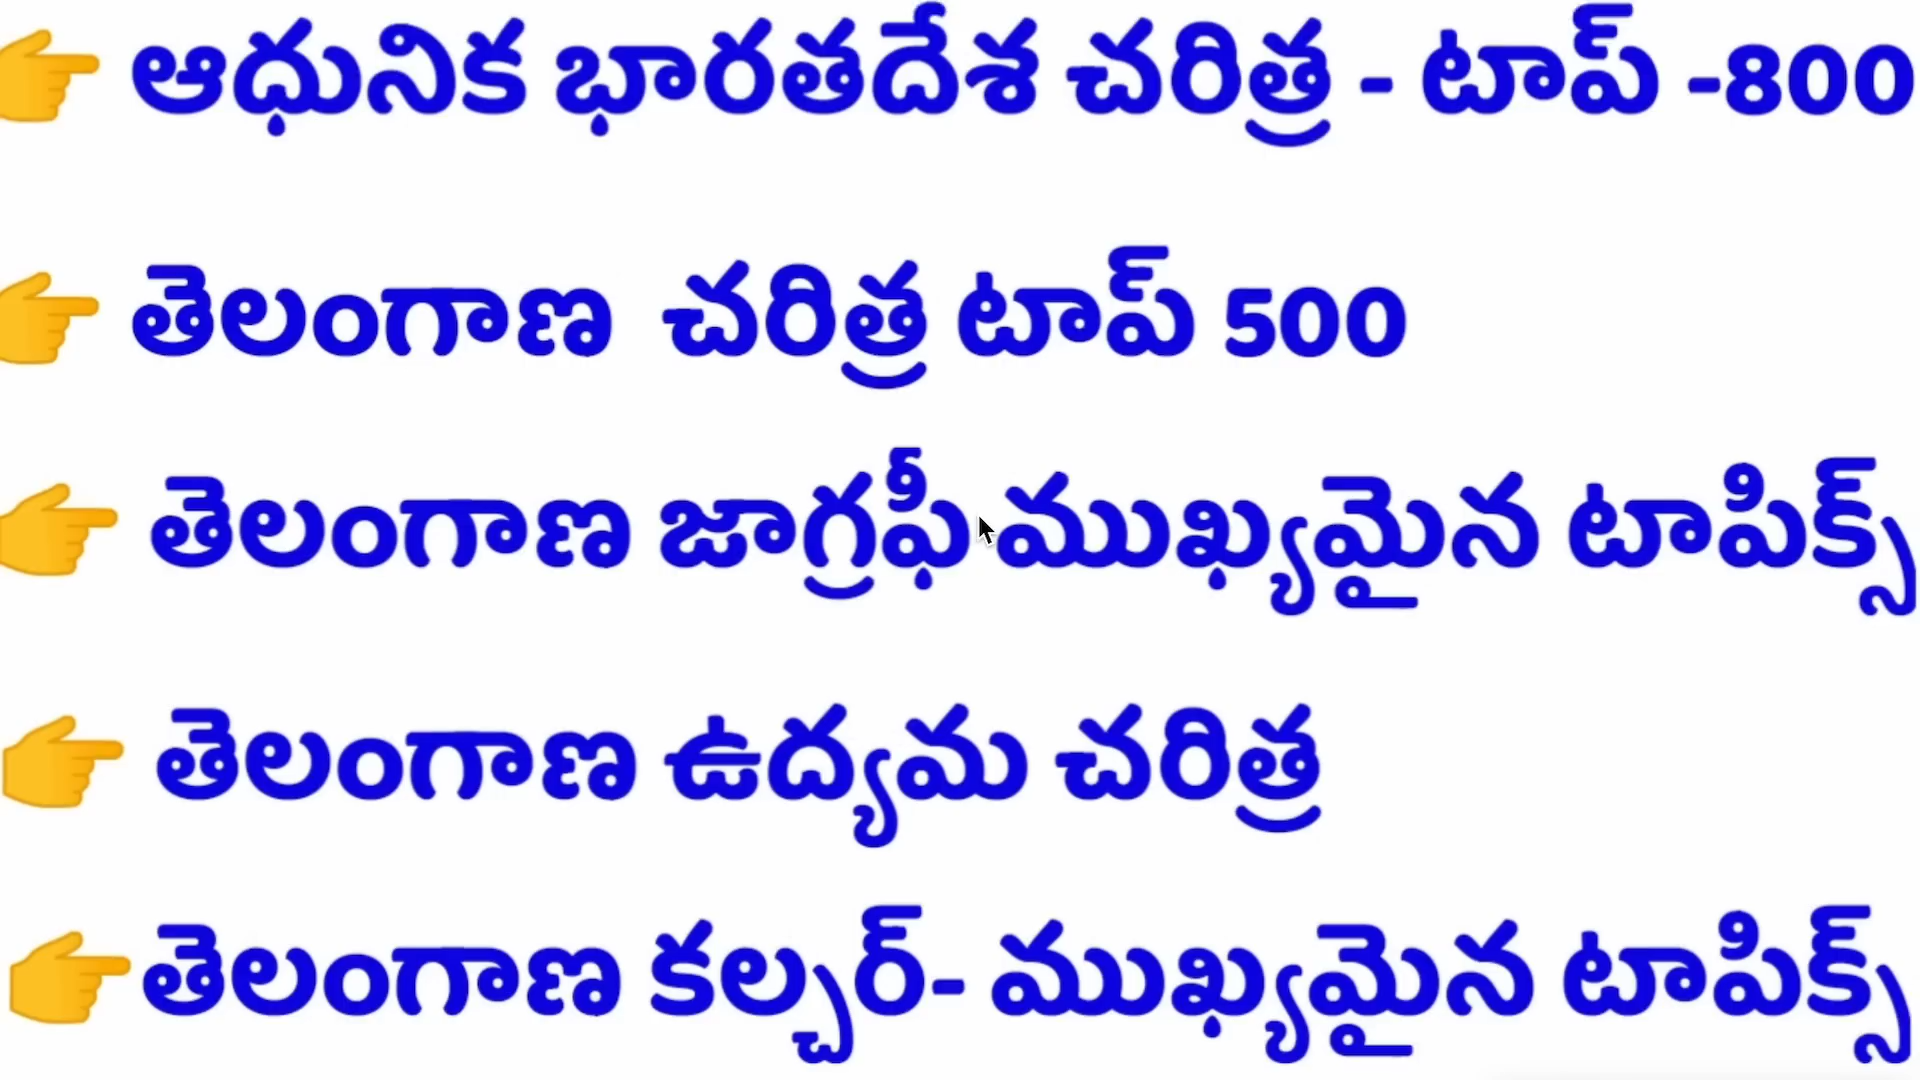 👉 ఆధునిక భారతదేశ చరిత్ర - టాప్ -800
👉 తెలంగాణ చరిత్ర టాప్ 500
👉 తెలంగాణ జాగ్రఫీ-ముఖ్యమైన టాపిక్స్
👉 తెలంగాణ ఉద్యమ చరిత్ర
👉తెలంగాణ కల్చర్- ముఖ్యమైన టాపిక్స్